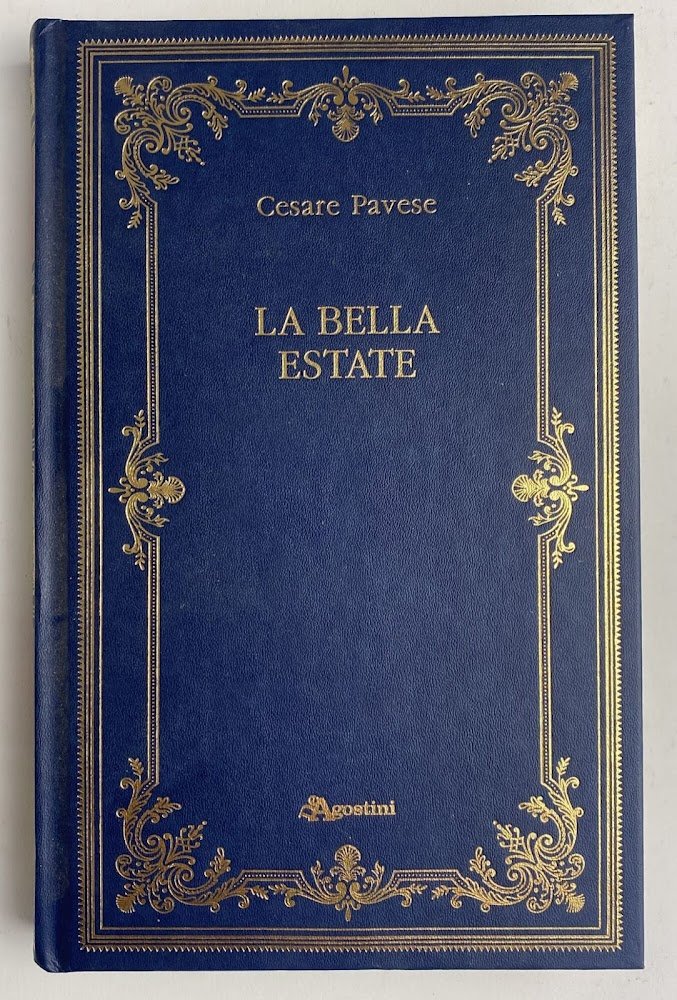 Cesare Pavese
LA BELLA
ESTATE
DeAgostini